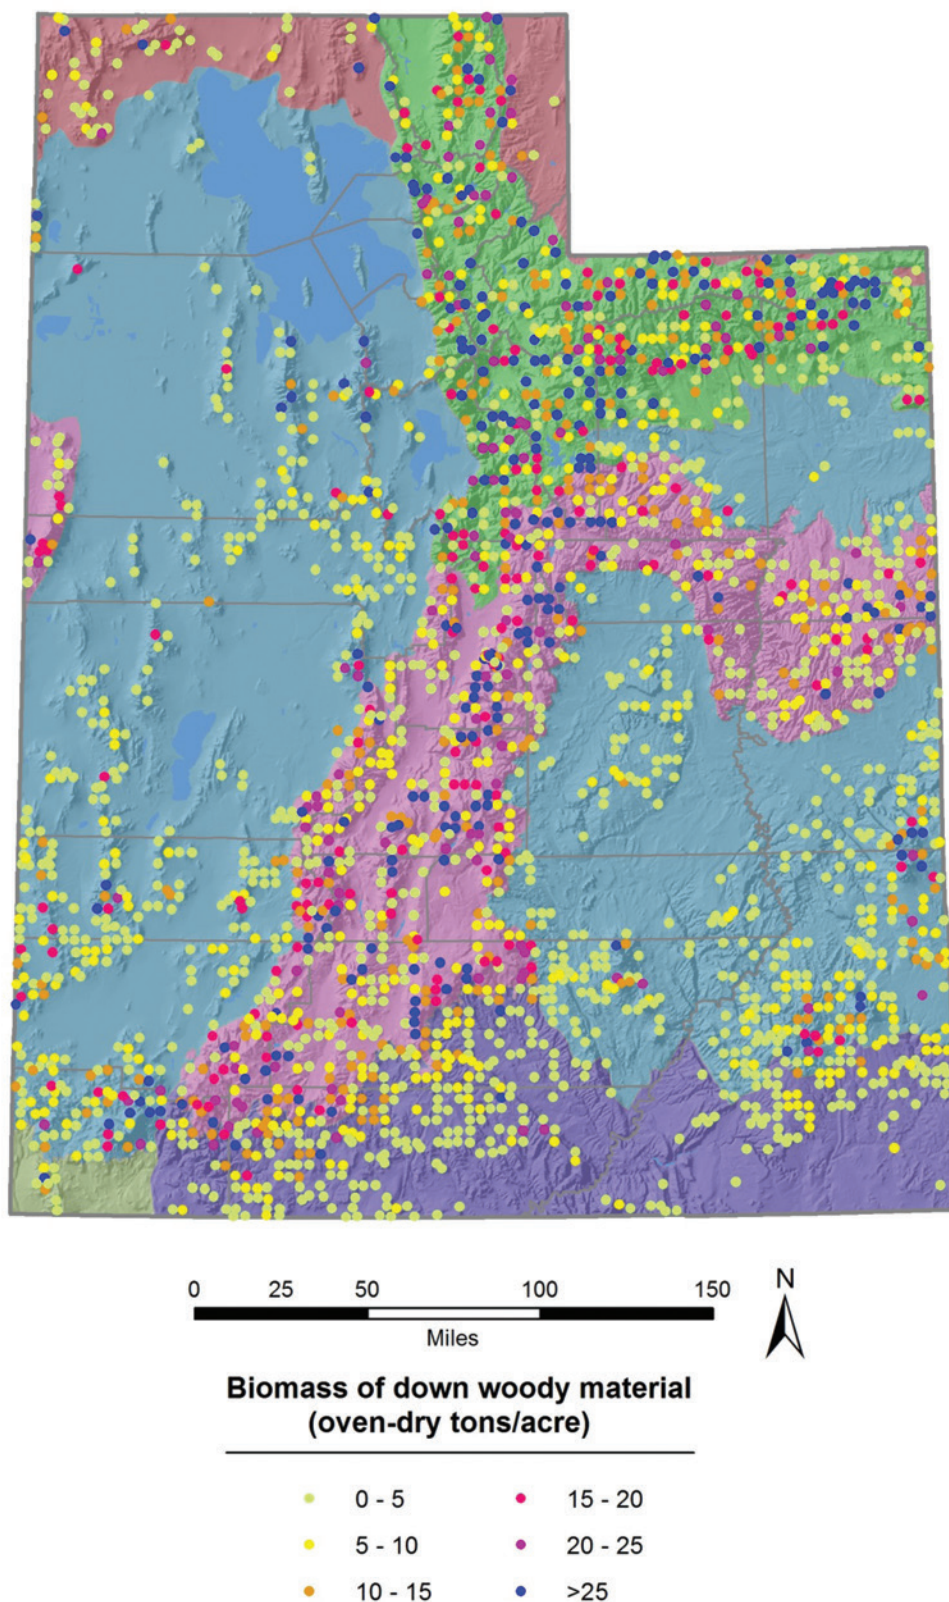 0 25 50 100 150
Miles
N
Biomass of down woody material
(oven-dry tons/acre)
0 - 5 15 - 20
5 - 10 20 - 25
10 - 15 >25